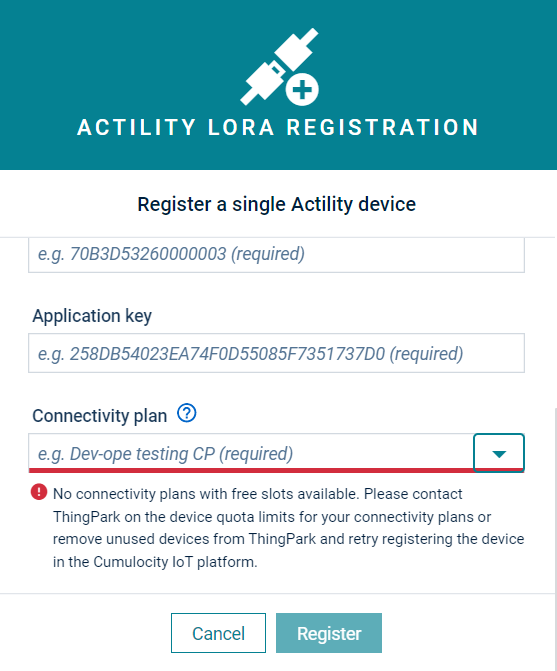 ACTILITY LORA REGISTRATION
Register a single Actility device
e.g. 70B3D53260000003 (required)
Application key
e.g. 258DB54023EA74F0D55085F7351737D0 (required)
Connectivity plan ?
e.g. Dev-ope testing CP (required)
! No connectivity plans with free slots available. Please contact
ThingPark on the device quota limits for your connectivity plans or
remove unused devices from ThingPark and retry registering the device
in the Cumulocity IoT platform.
Cancel
Register